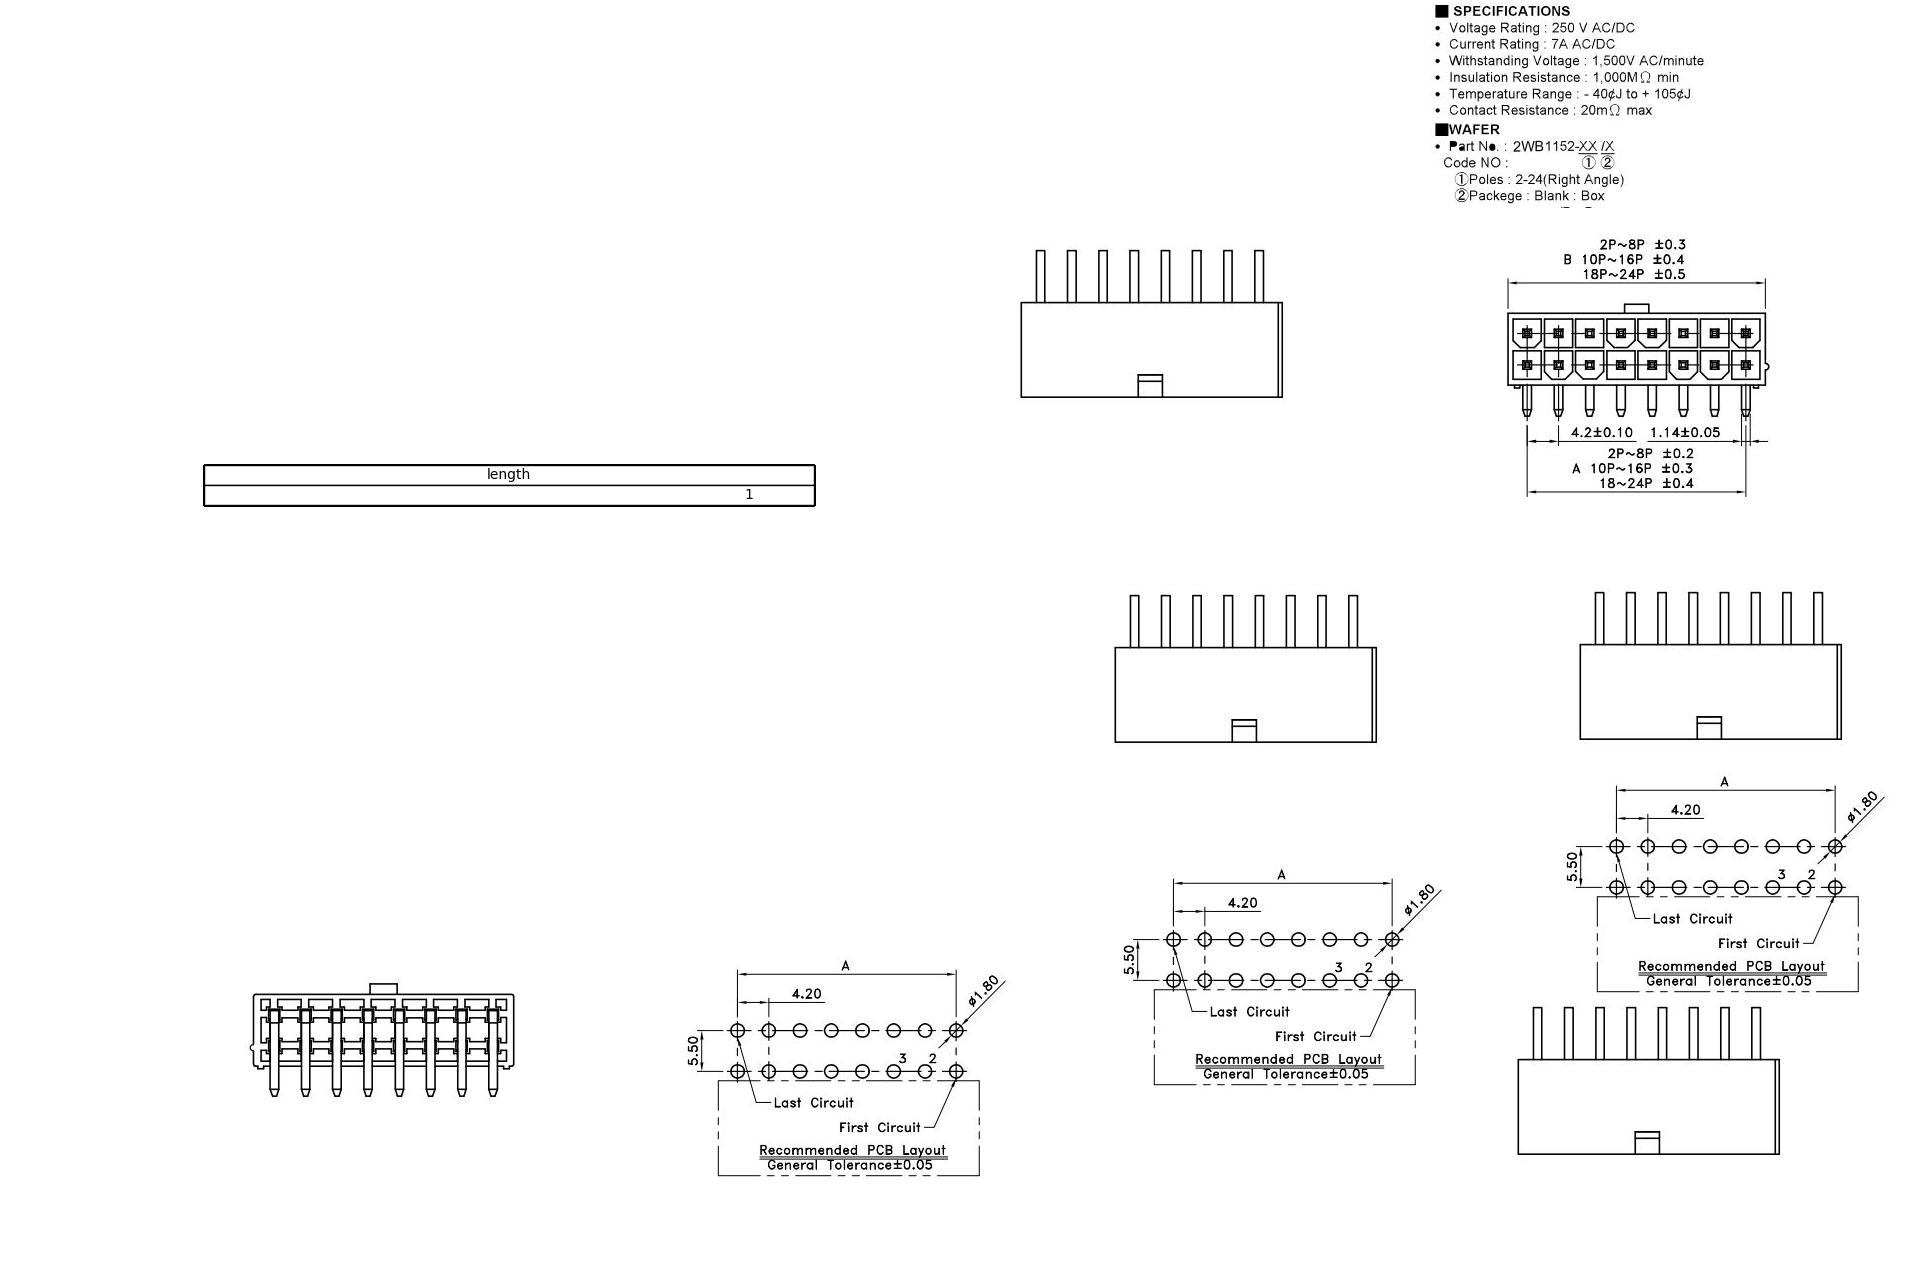 ■ SPECIFICATIONS
• Voltage Rating : 250 V AC/DC
• Current Rating : 7A AC/DC
• Withstanding Voltage : 1,500V AC/minute
• Insulation Resistance : 1,000MΩ min
• Temperature Range : - 40¢J to + 105¢J
• Contact Resistance : 20mΩ max
■WAFER
• Part No. : 2WB1152-XX /X
Code NO : ① ②
①Poles : 2-24(Right Angle)
②Packege : Blank : Box
2P~8P ±0.3
B 10P~16P ±0.4
18P~24P ±0.5
4.2±0.10 1.14±0.05
2P~8P ±0.2
A 10P~16P ±0.3
18~24P ±0.4
length
1
A
4.20
ø1.80
5.50
3 2
Last Circuit
First Circuit
Recommended PCB Layout
General Tolerance±0.05
A
4.20
ø1.80
5.50
3 2
Last Circuit
First Circuit
Recommended PCB Layout
General Tolerance±0.05
A
4.20
ø1.80
5.50
3 2
Last Circuit
First Circuit
Recommended PCB Layout
General Tolerance±0.05